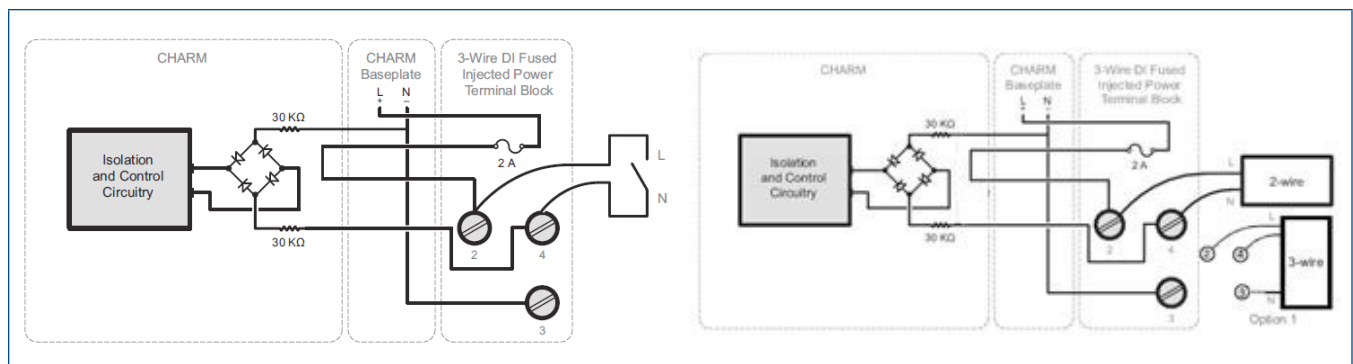 CHARM
CHARM
Baseplate
L N
+ –
3-Wire DI Fused
Injected Power
Terminal Block
30 KΩ
Isolation
and Control
Circuitry
2 A
L
N
30 KΩ
2
4
3
CHARM
CHARM
Baseplate
L N
+ –
3-Wire DI Fused
Injected Power
Terminal Block
30 KΩ
Isolation
and Control
Circuitry
2 A
L
2-wire
N
30 KΩ
2
4
L
2
4
3-wire
3
N
3
Option 1